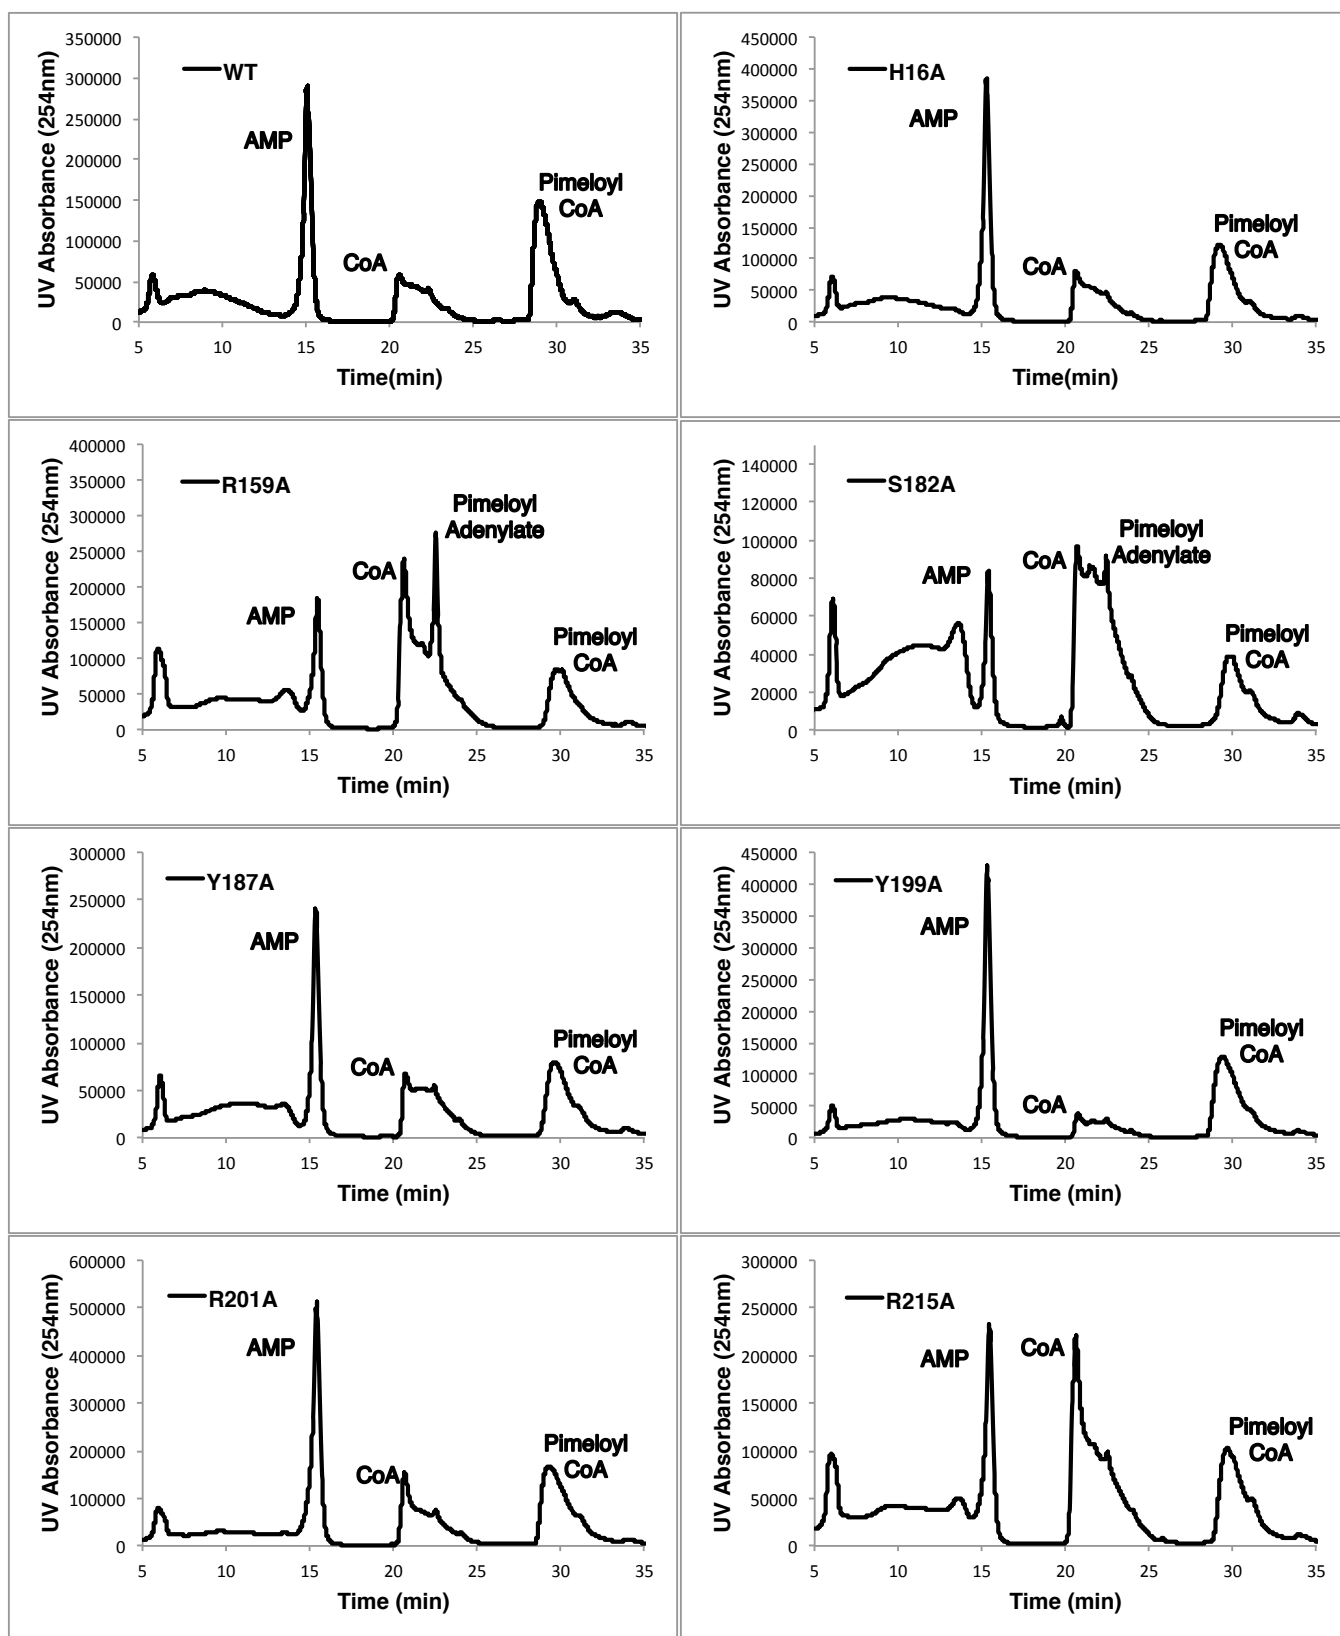 UV Absorbance (254nm)
350000
300000
250000
200000
150000
100000
50000
0
WT
AMP
CoA
Pimeloyl
CoA
5 10 15 20 25 30 35
Time(min)
UV Absorbance (254nm)
450000
400000
350000
300000
250000
200000
150000
100000
50000
0
H16A
AMP
CoA
Pimeloyl
CoA
5 10 15 20 25 30 35
Time(min)
UV Absorbance (254nm)
400000
350000
300000
250000
200000
150000
100000
50000
0
R159A
AMP
CoA
Pimeloyl
Adenylate
Pimeloyl
CoA
5 10 15 20 25 30 35
Time (min)
UV Absorbance (254nm)
140000
120000
100000
80000
60000
40000
20000
0
S182A
AMP
CoA
Pimeloyl
Adenylate
Pimeloyl
CoA
5 10 15 20 25 30 35
Time (min)
UV Absorbance (254nm)
300000
250000
200000
150000
100000
50000
0
Y187A
AMP
CoA
Pimeloyl
CoA
5 10 15 20 25 30 35
Time (min)
UV Absorbance (254nm)
450000
400000
350000
300000
250000
200000
150000
100000
50000
0
Y199A
AMP
CoA
Pimeloyl
CoA
5 10 15 20 25 30 35
Time (min)
UV Absorbance (254nm)
600000
500000
400000
300000
200000
100000
0
R201A
AMP
CoA
Pimeloyl
CoA
5 10 15 20 25 30 35
Time (min)
UV Absorbance (254nm)
300000
250000
200000
150000
100000
50000
0
R215A
AMP
CoA
Pimeloyl
CoA
5 10 15 20 25 30 35
Time (min)